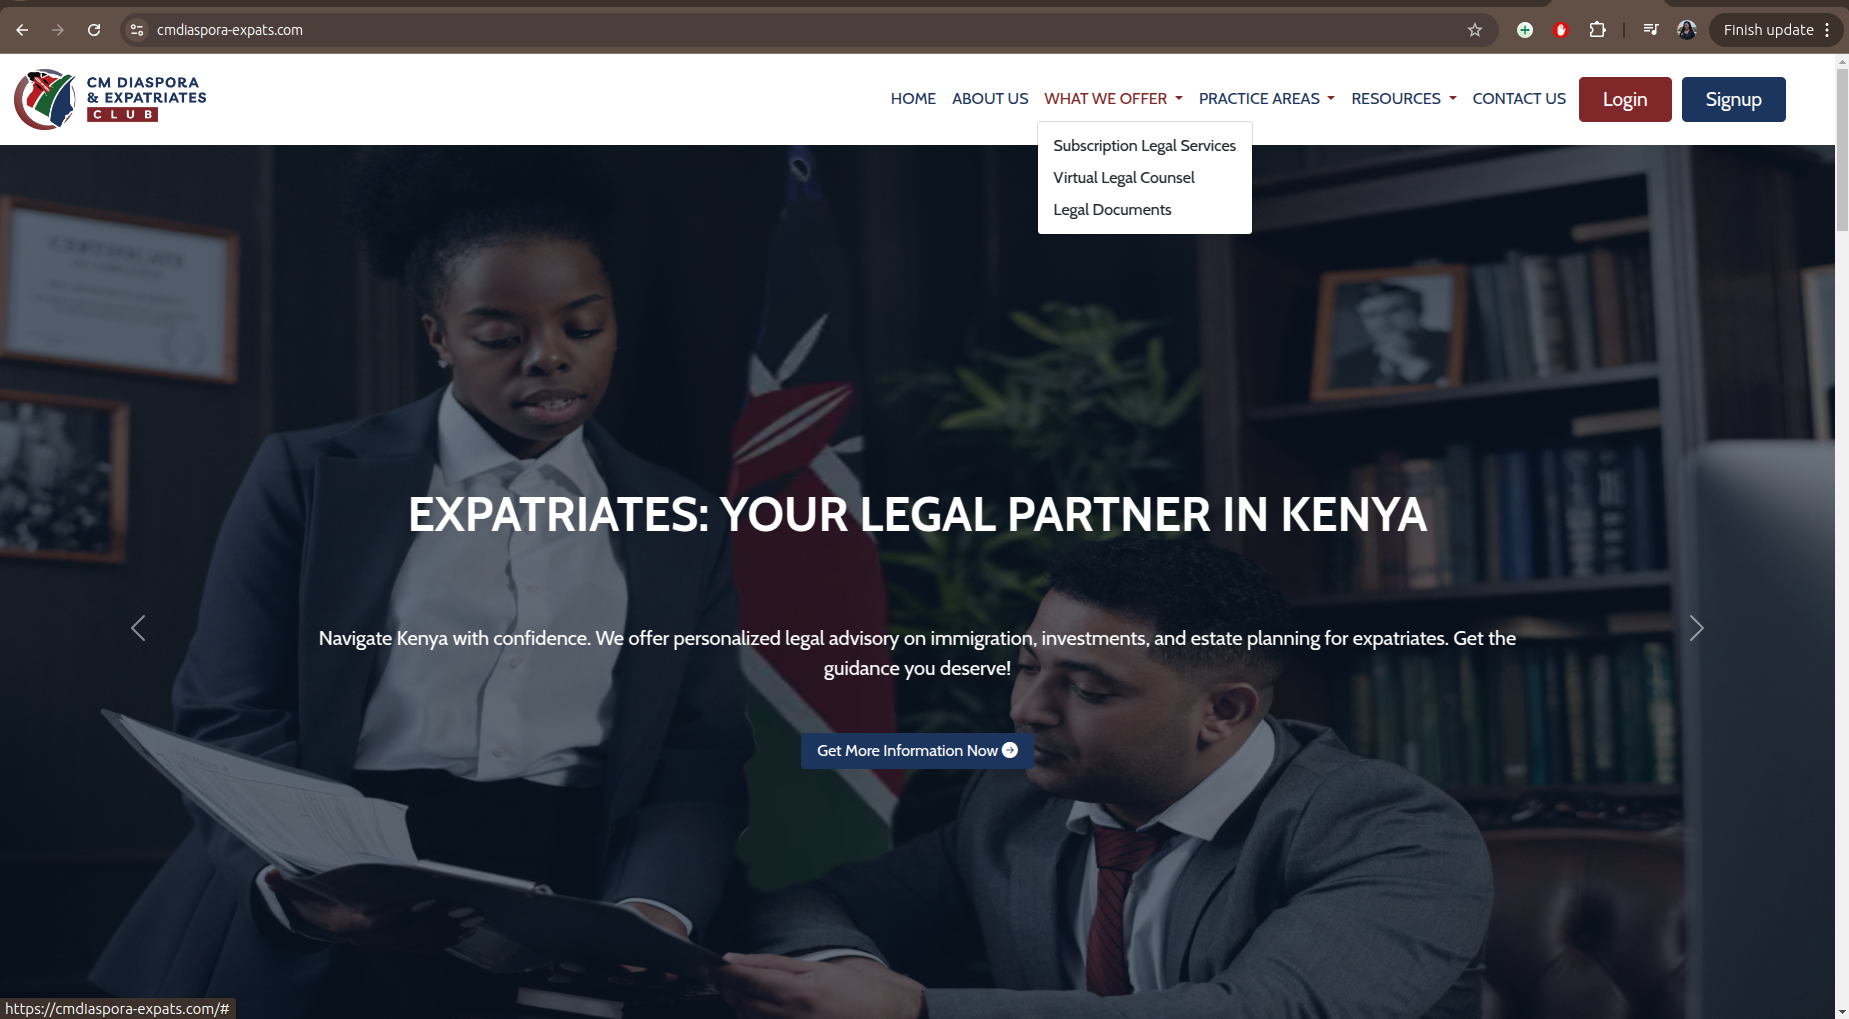 cmdiaspora-expats.com
Finish update
CM DIASPORA
& EXPATRIATES
CLUB
HOME ABOUT US WHAT WE OFFER PRACTICE AREAS RESOURCES CONTACT US Login Signup
Subscription Legal Services
Virtual Legal Counsel
Legal Documents
CERTIFICATE
EXPATRIATES: YOUR LEGAL PARTNER IN KENYA
Navigate Kenya with confidence. We offer personalized legal advisory on immigration, investments, and estate planning for expatriates. Get the
guidance you deserve!
Get More Information Now
https://cmdiaspora-expats.com/#